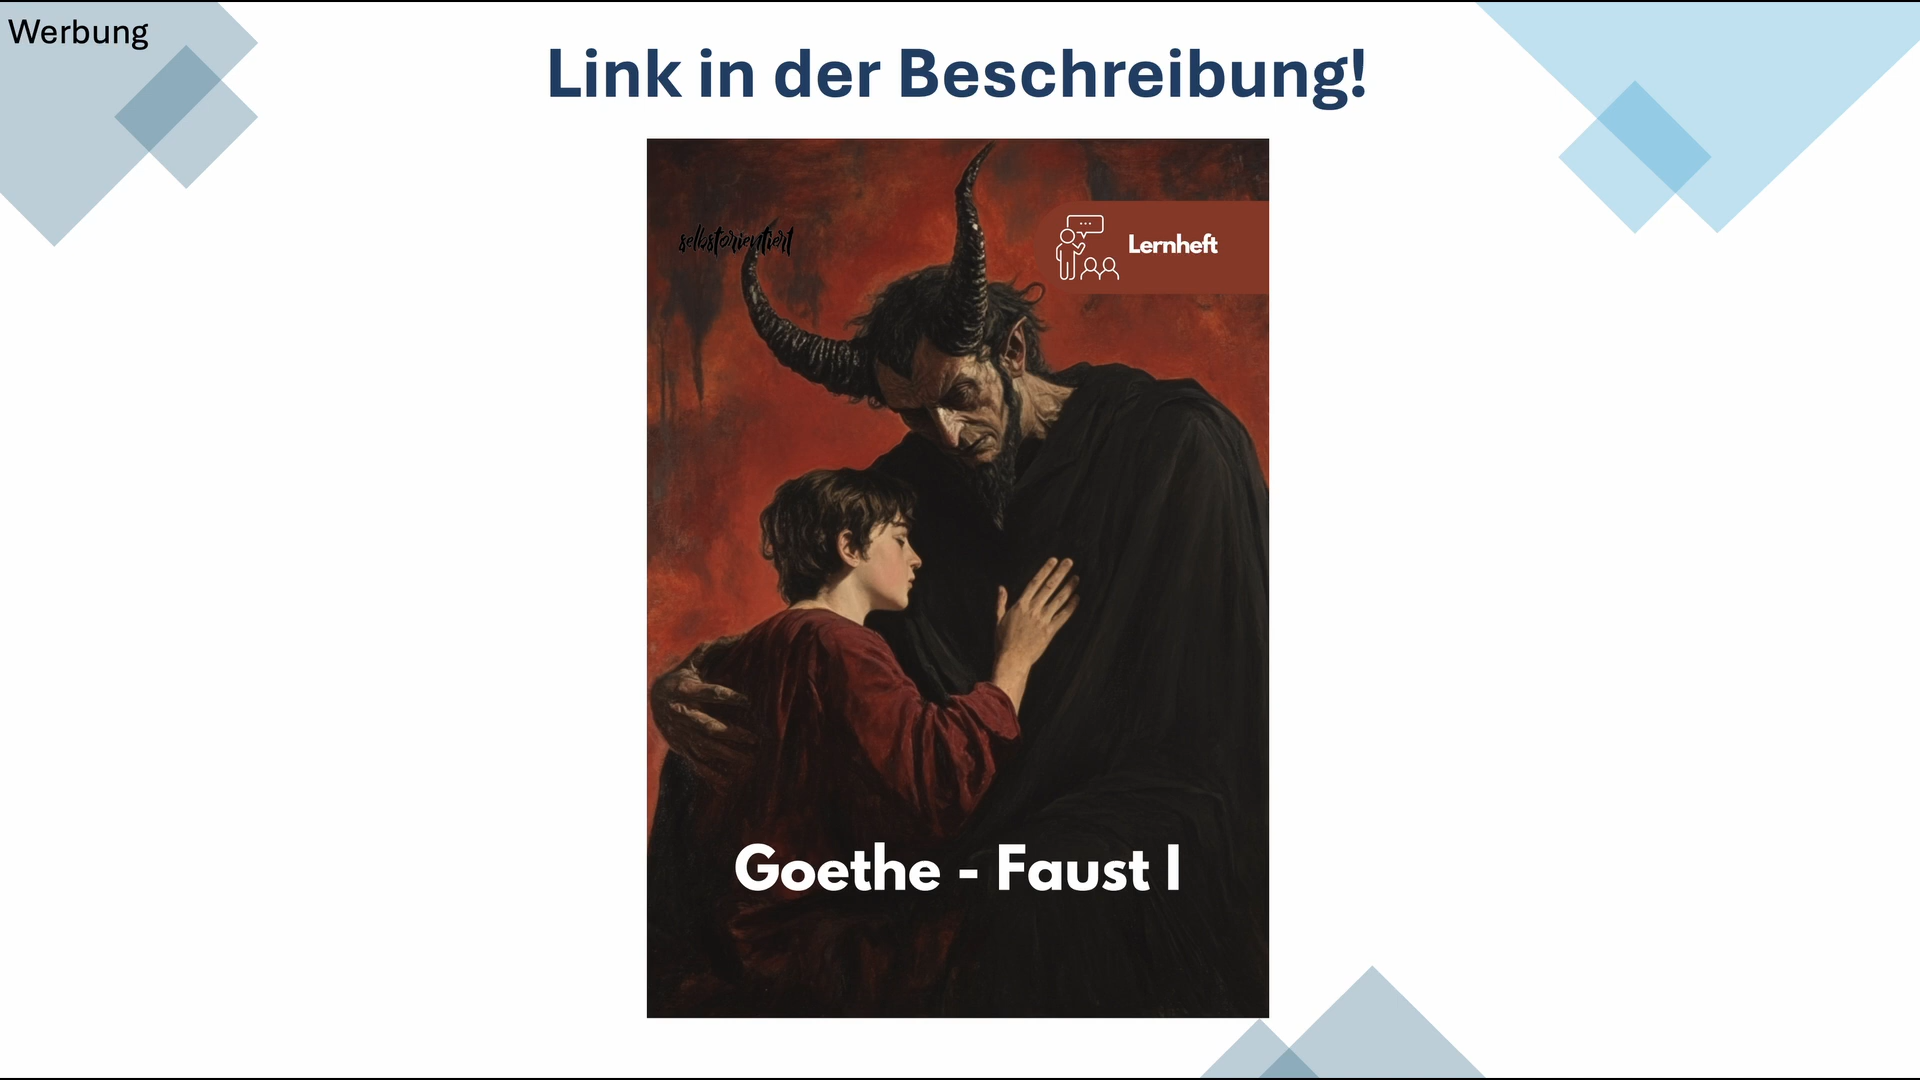 Werbung
Link in der Beschreibung!
selbstorientiert
Lernheft
Goethe - Faust I